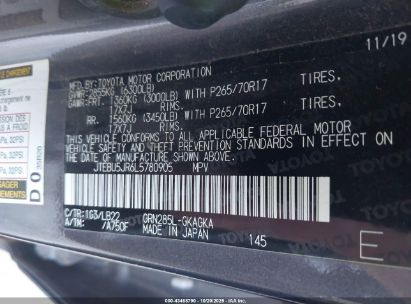 11/19
MFD.BY:TOYOTA MOTOR CORPORATION
GVWR:2855KG (6300LB)
GAWR:FRT. 1360KG (3000LB) WITH P265/70R17 TIRES,
17X7J RIMS,
RR. 1560KG (3450LB) WITH P265/70R17 TIRES,
17X7J RIMS.
THIS VEHICLE CONFORMS TO ALL APPLICABLE FEDERAL MOTOR
VEHICLE SAFETY AND THEFT PREVENTION STANDARDS IN EFFECT ON
THE DATE OF MANUFACTURE SHOWN ABOVE.
JTEBU5JR6L5780905 MPV
C/TR:1G3/LB22 GRN285L-GKAGKA
A/TM: /A750F MADE IN JAPAN 145
E